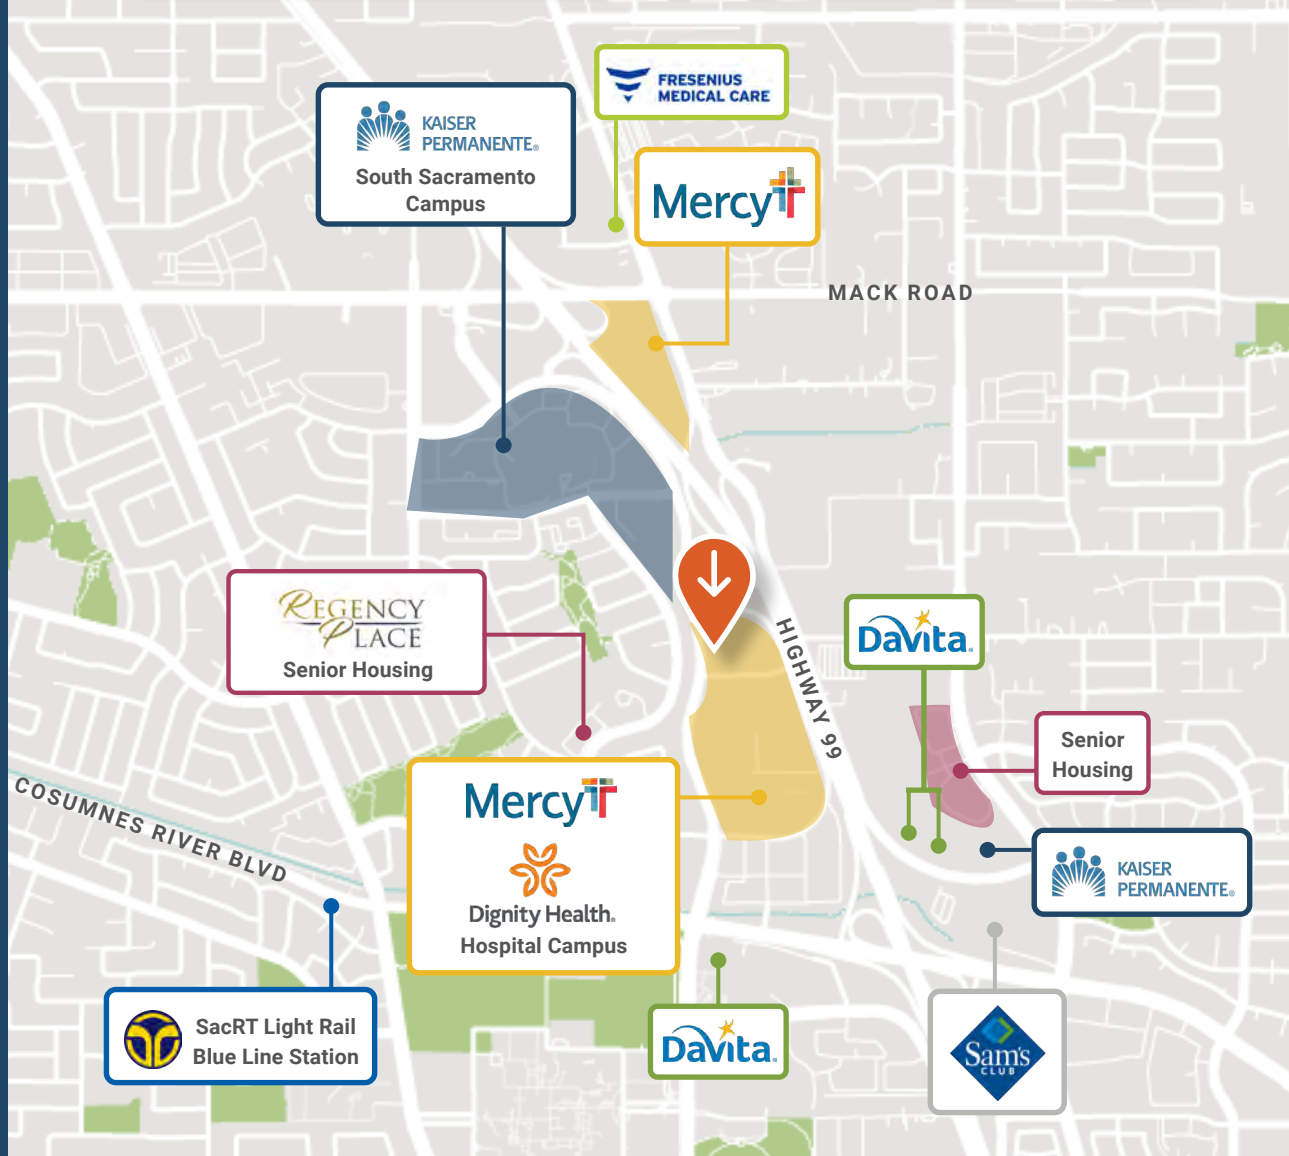 FRESENIUS
MEDICAL CARE
KAISER
PERMANENTE®
South Sacramento
Campus
Mercy
MACK ROAD
REGENCY
PLACE
Senior Housing
HIGHWAY 99
DaVita®
Senior
Housing
COSUMNES RIVER BLVD
Mercy
Dignity Health®
Hospital Campus
KAISER
PERMANENTE®
SacRT Light Rail
Blue Line Station
DaVita®
Sam's
CLUB